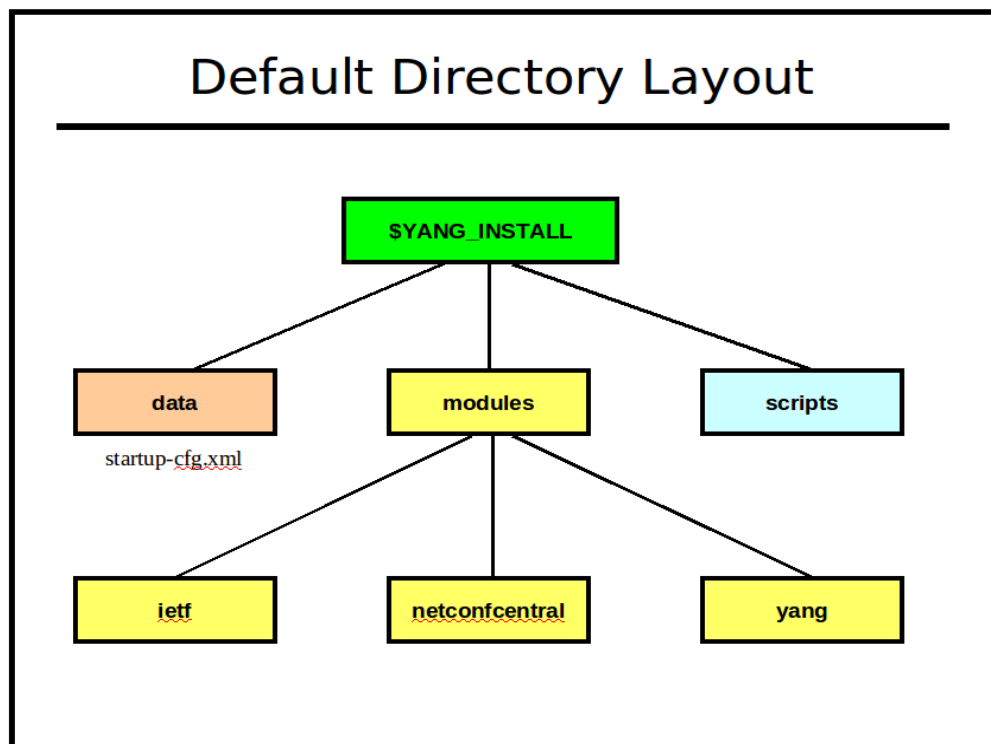 Default Directory Layout
$YANG_INSTALL
data
modules
scripts
startup-cfg.xml
ietf
netconfcentral
yang